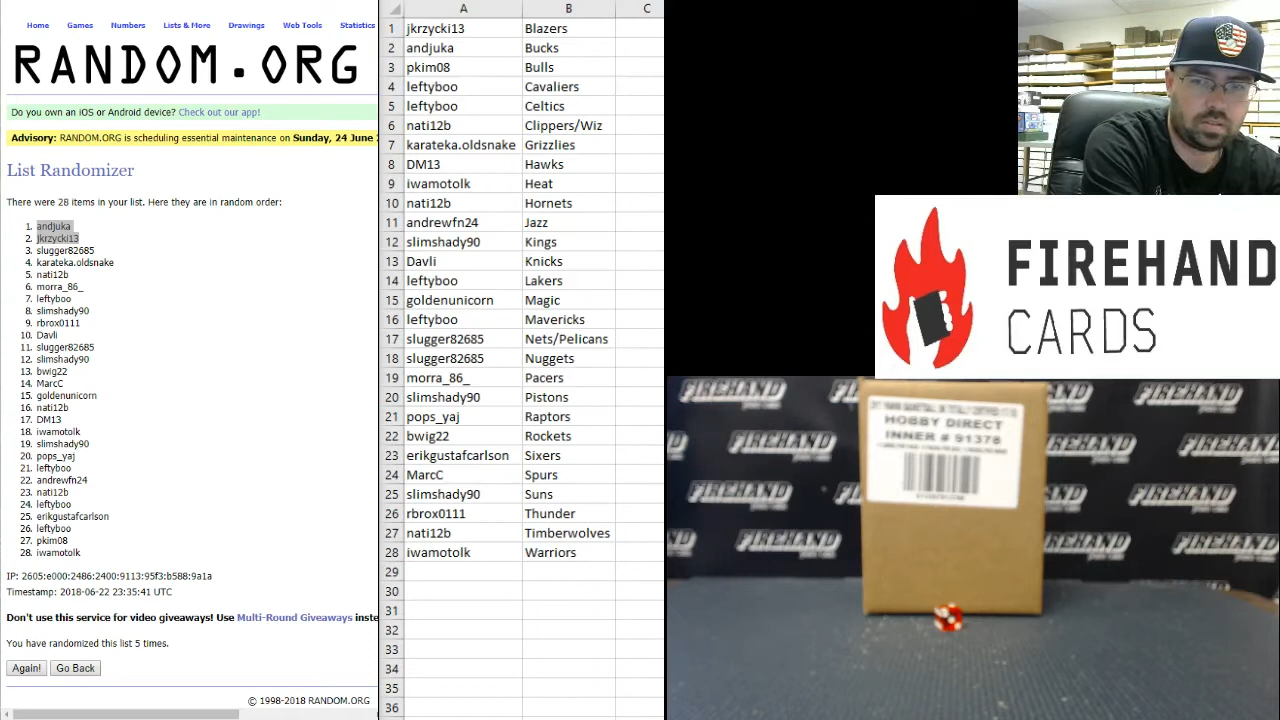 Home Games Numbers Lists & More Drawings Web Tools Statistics
RANDOM.ORG
Do you own an iOS or Android device? Check out our app!
Advisory: RANDOM.ORG is scheduling essential maintenance on Sunday, 24 June
List Randomizer
There were 28 items in your list. Here they are in random order:
1. andjuka
2. jkrzycki13
3. slugger82685
4. karateka.oldsnake
5. nati12b
6. morra_86_
7. leftyboo
8. slimshady90
9. rbrox0111
10. Davli
11. slugger82685
12. slimshady90
13. bwig22
14. MarcC
15. goldenunicorn
16. nati12b
17. DM13
18. iwamotolk
19. slimshady90
20. pops_yaj
21. leftyboo
22. andrewfn24
23. nati12b
24. leftyboo
25. erikgustafcarlson
26. leftyboo
27. pkim08
28. iwamotolk
IP: 2605:e000:2486:2400:9113:95f3:b588:9a1a
Timestamp: 2018-06-22 23:35:41 UTC
Don't use this service for video giveaways! Use Multi-Round Giveaways inste
You have randomized this list 5 times.
Again! Go Back
© 1998-2018 RANDOM.ORG
A B C
1 jkrzycki13 Blazers
2 andjuka Bucks
3 pkim08 Bulls
4 leftyboo Cavaliers
5 leftyboo Celtics
6 nati12b Clippers/Wiz
7 karateka.oldsnake Grizzlies
8 DM13 Hawks
9 iwamotolk Heat
10 nati12b Hornets
11 andrewfn24 Jazz
12 slimshady90 Kings
13 Davli Knicks
14 leftyboo Lakers
15 goldenunicorn Magic
16 leftyboo Mavericks
17 slugger82685 Nets/Pelicans
18 slugger82685 Nuggets
19 morra_86_ Pacers
20 slimshady90 Pistons
21 pops_yaj Raptors
22 bwig22 Rockets
23 erikgustafcarlson Sixers
24 MarcC Spurs
25 slimshady90 Suns
26 rbrox0111 Thunder
27 nati12b Timberwolves
28 iwamotolk Warriors
29
30
31
32
33
34
35
36
FIREHAND
CARDS
HOBBY DIRECT
INNER # 91378
FIREHAND FIREHAND FIREHAND
FIREHAND FIREHAND FIREHAND
FIREHAND FIREHAND FIREHAND
FIREHAND FIREHAND FIREHAND